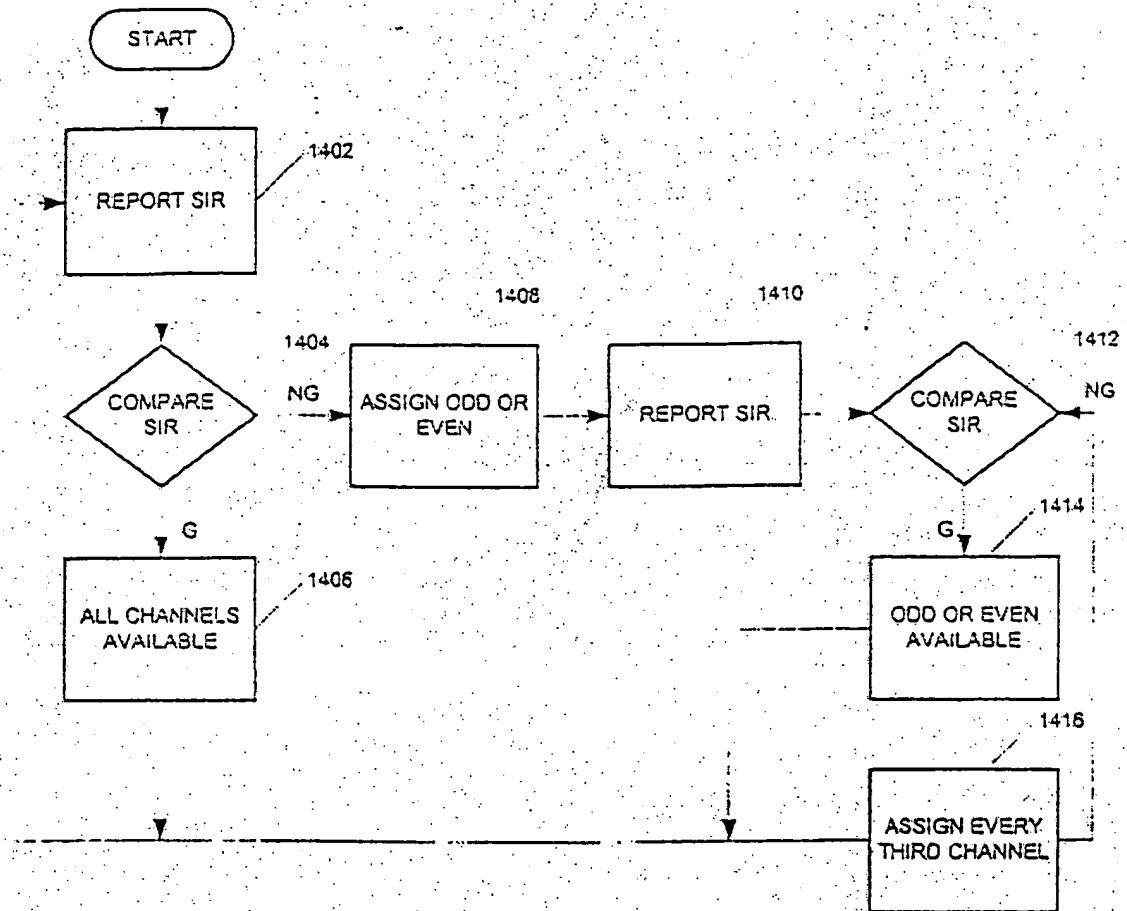 START
1402
REPORT SIR
1408
1410
1404
1412
COMPARE
SIR
NG
ASSIGN ODD OR
EVEN
REPORT SIR
COMPARE
SIR
NG
G
G
1414
1406
ALL CHANNELS
AVAILABLE
ODD OR EVEN
AVAILABLE
1416
ASSIGN EVERY
THIRD CHANNEL